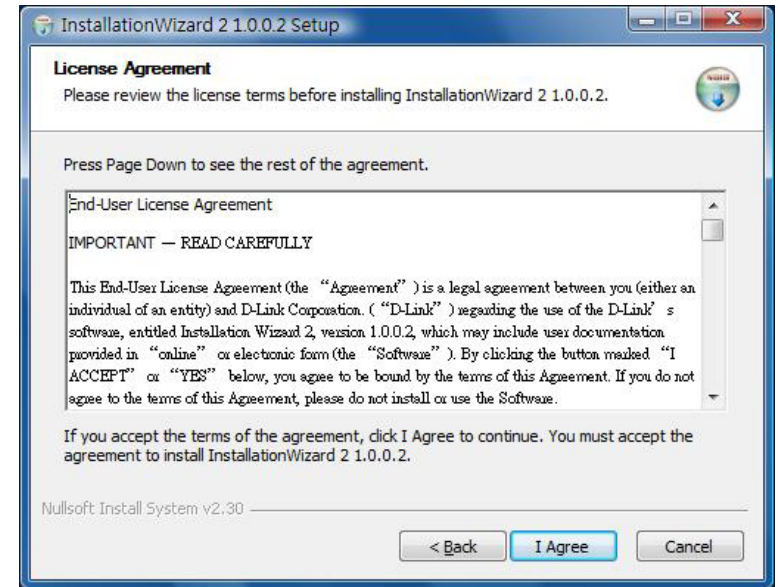 InstallationWizard 2 1.0.0.2 Setup
License Agreement
Please review the license terms before installing InstallationWizard 2 1.0.0.2.
Press Page Down to see the rest of the agreement.
End-User License Agreement
IMPORTANT — READ CAREFULLY
This End-User License Agreement (the “Agreement” ) is a legal agreement between you (either an
individual of an entity) and D-Link Corporation. ( “D-Link” ) regarding the use of the D-Link’ s
software, entitled Installation Wizard 2, version 1.0.0.2, which may include user documentation
provided in “online” or electronic form (the “Software” ). By clicking the button marked “I
ACCEPT” or “YES” below, you agree to be bound by the terms of this Agreement. If you do not
agree to the terms of this Agreement, please do not install or use the Software.
If you accept the terms of the agreement, click I Agree to continue. You must accept the
agreement to install InstallationWizard 2 1.0.0.2.
Nullsoft Install System v2.30
< Back I Agree Cancel